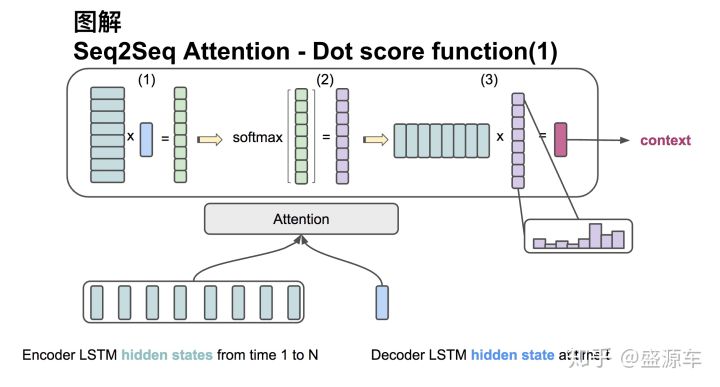 图解
Seq2Seq Attention - Dot score function(1)
(1) (2) (3)
x = softmax = x = context
Attention
Encoder LSTM hidden states from time 1 to N Decoder LSTM hidden state at time t
知乎 @盛源车